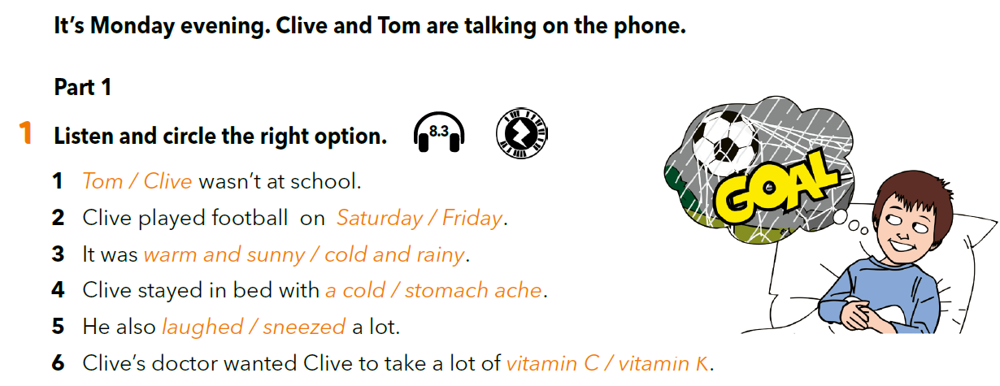 It's Monday evening. Clive and Tom are talking on the phone.
Part 1
1 Listen and circle the right option. 8.3
1 Tom / Clive wasn't at school.
2 Clive played football on Saturday / Friday.
3 It was warm and sunny / cold and rainy.
4 Clive stayed in bed with a cold / stomach ache.
5 He also laughed / sneezed a lot.
6 Clive's doctor wanted Clive to take a lot of vitamin C / vitamin K.
GOAL